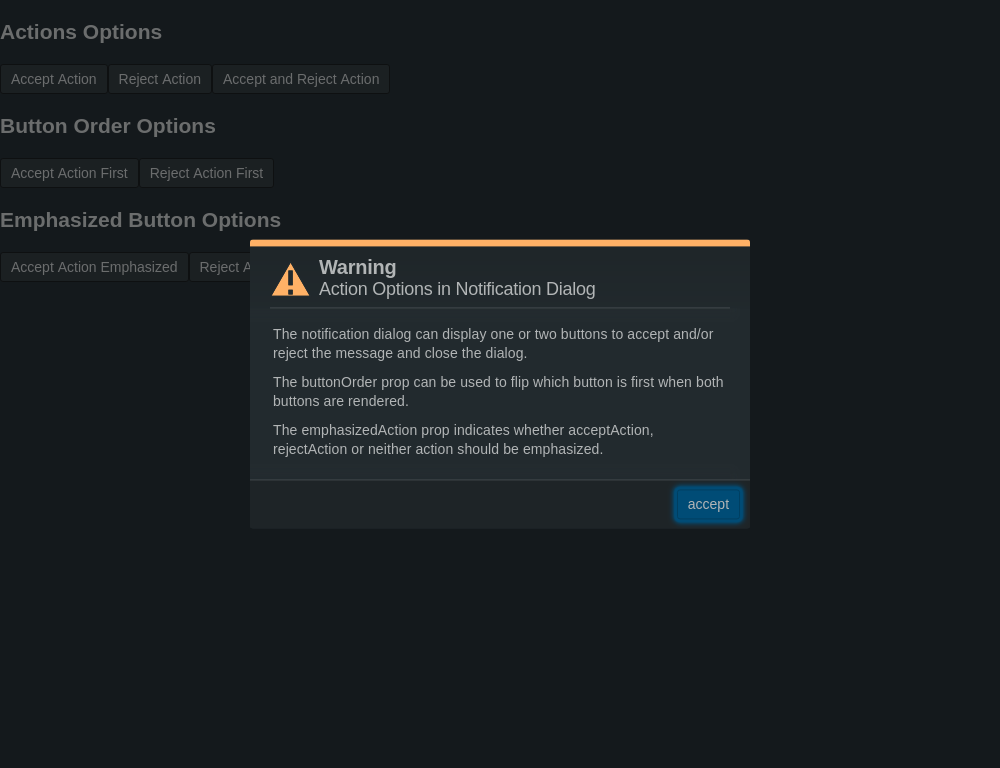 Actions Options
Accept Action Reject Action Accept and Reject Action
Button Order Options
Accept Action First Reject Action First
Emphasized Button Options
Accept Action Emphasized Reject A
Warning
Action Options in Notification Dialog
The notification dialog can display one or two buttons to accept and/or
reject the message and close the dialog.
The buttonOrder prop can be used to flip which button is first when both
buttons are rendered.
The emphasizedAction prop indicates whether acceptAction,
rejectAction or neither action should be emphasized.
accept